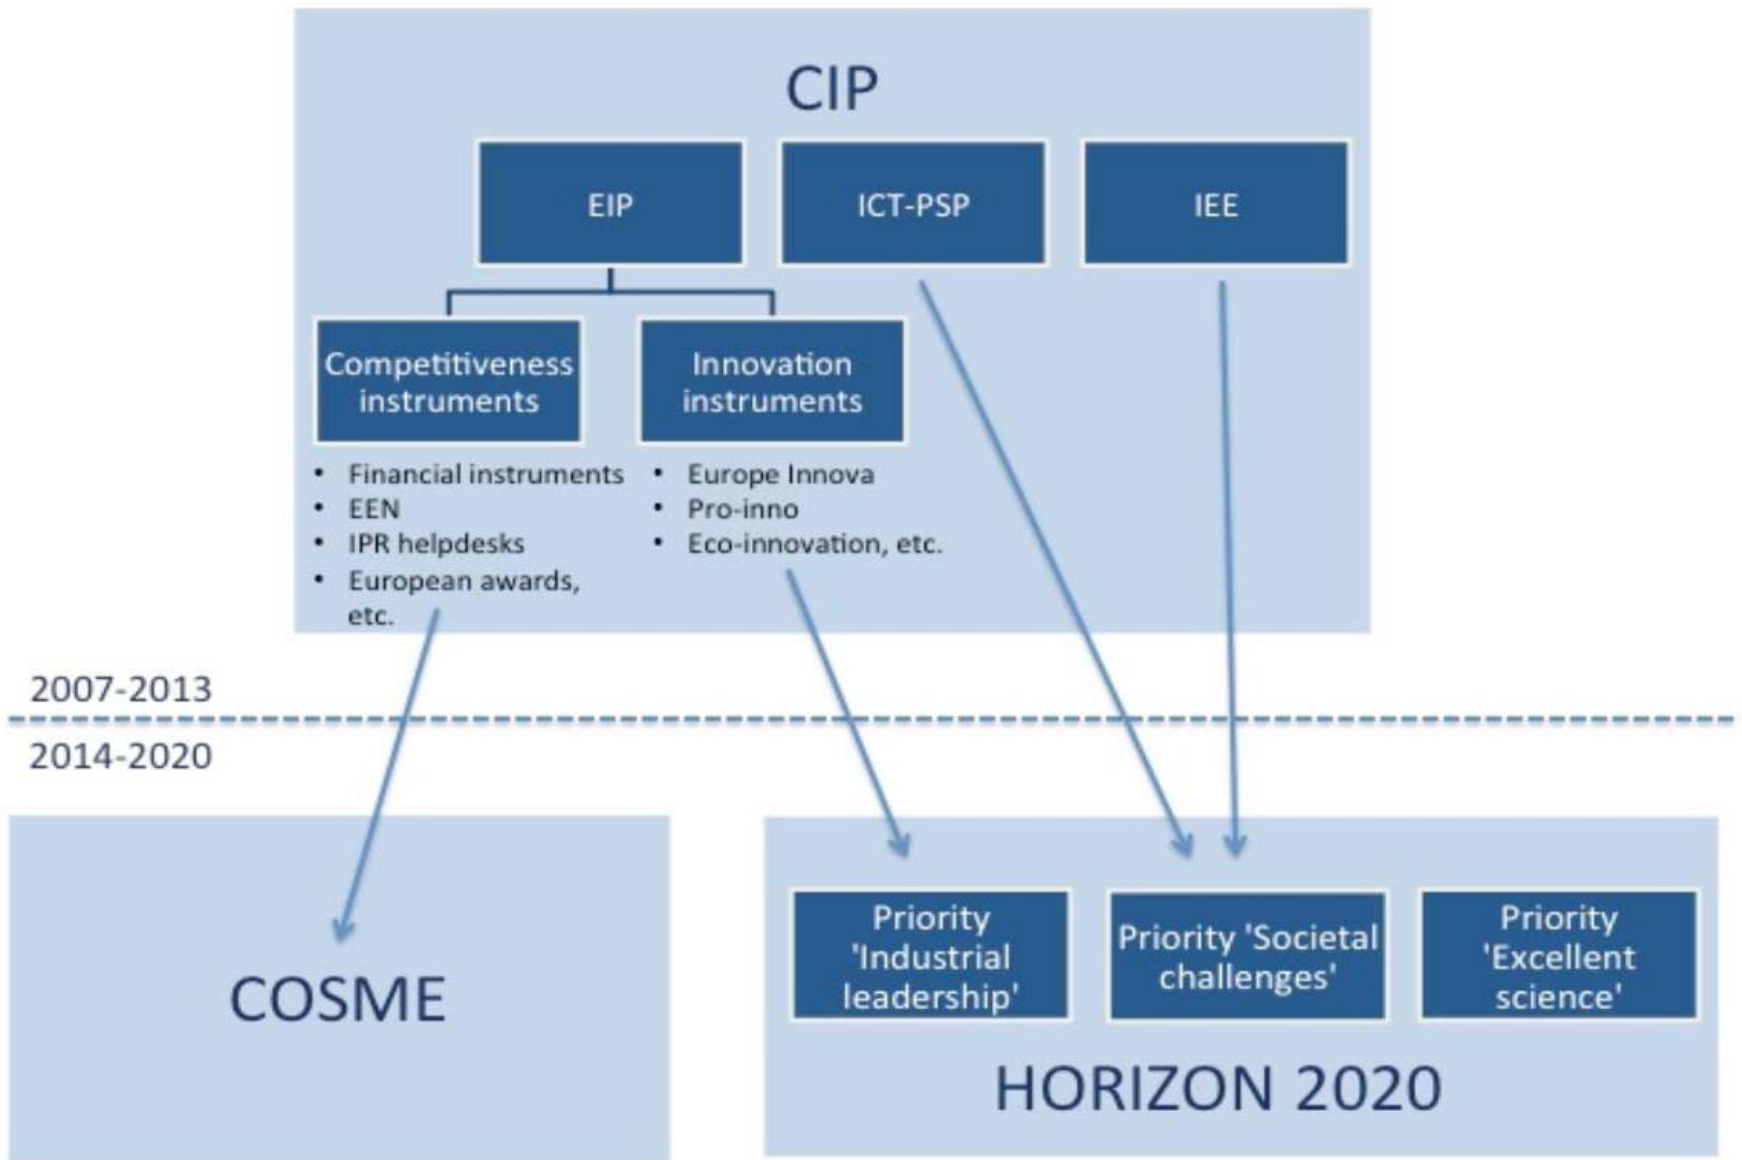 CIP
EIP
ICT-PSP
IEE
Competitiveness
instruments
Innovation
instruments
• Financial instruments
• EEN
• IPR helpdesks
• European awards,
etc.
• Europe Innova
• Pro-inno
• Eco-innovation, etc.
2007-2013
2014-2020
COSME
Priority
'Industrial
leadership'
Priority 'Societal
challenges'
Priority
'Excellent
science'
HORIZON 2020